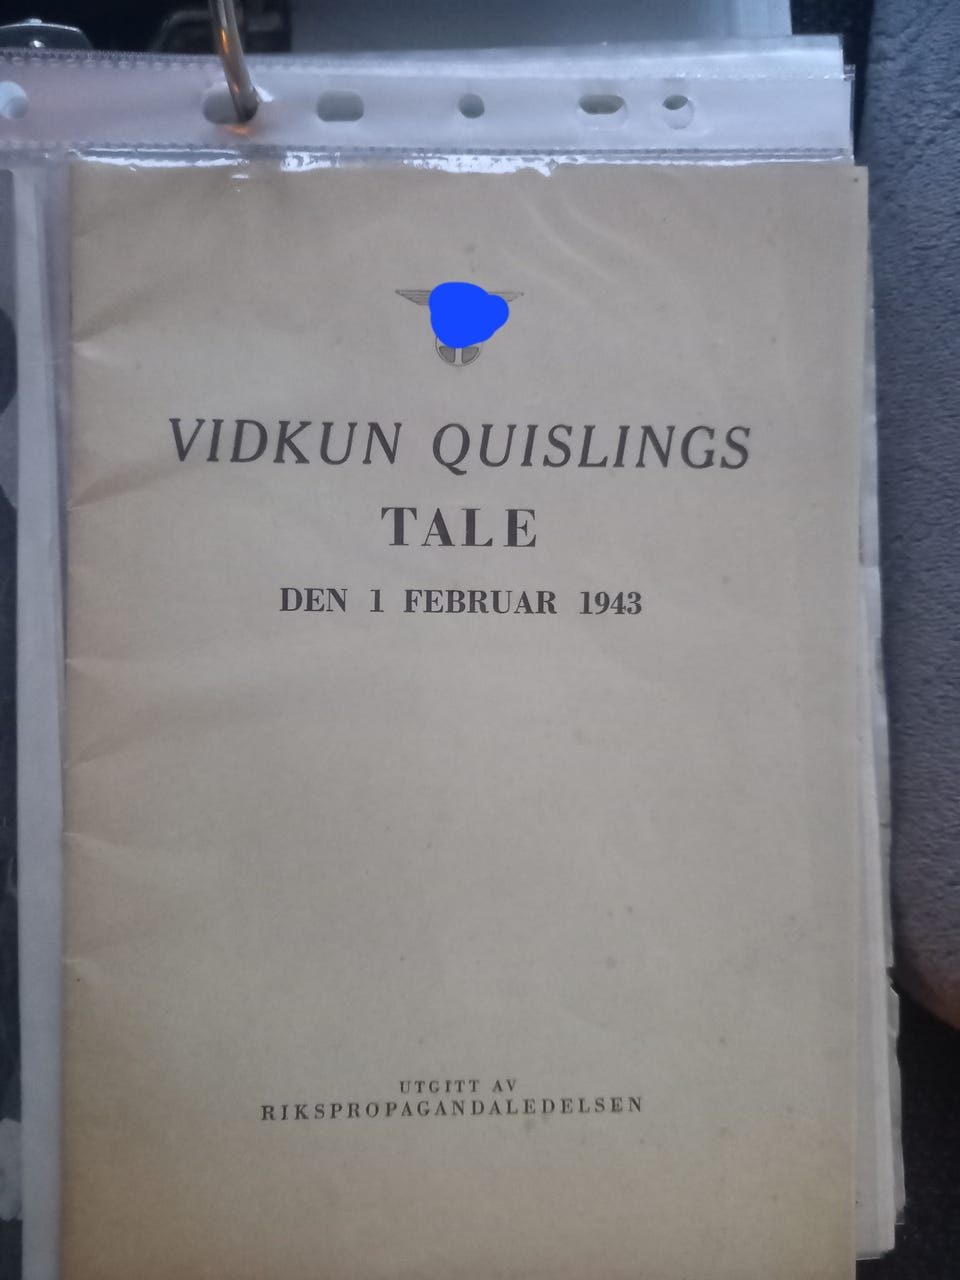 VIDKUN QUISLINGS
TALE
DEN 1 FEBRUAR 1943
UTGITT AV
RIKSPROPAGANDALEDELSEN